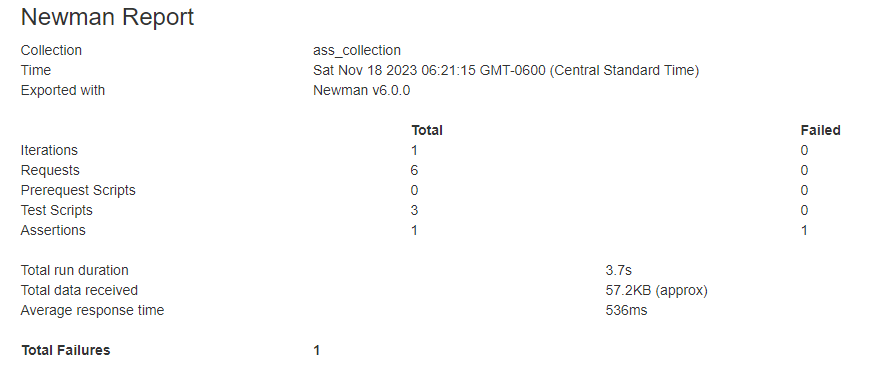 Newman Report
Collection ass_collection
Time Sat Nov 18 2023 06:21:15 GMT-0600 (Central Standard Time)
Exported with Newman v6.0.0
Total Failed
Iterations 1 0
Requests 6 0
Prerequest Scripts 0 0
Test Scripts 3 0
Assertions 1 1
Total run duration 3.7s
Total data received 57.2KB (approx)
Average response time 536ms
Total Failures 1